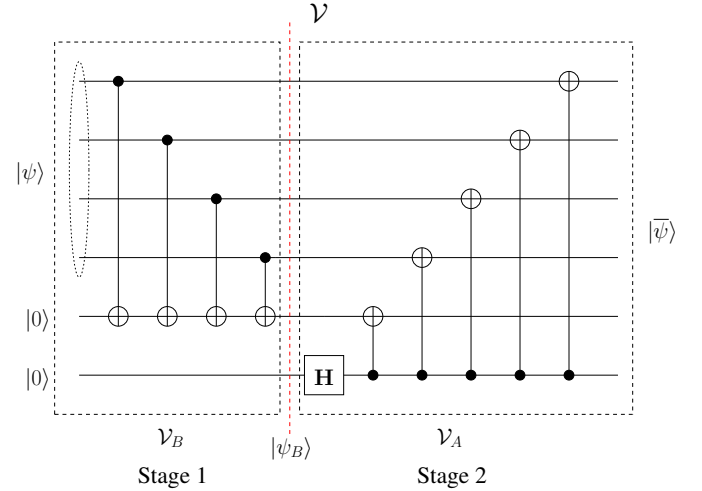 𝒱
|ψ⟩
|ψ̅⟩
|0⟩
|0⟩
H
𝒱_B
|ψ_B⟩
𝒱_A
Stage 1
Stage 2